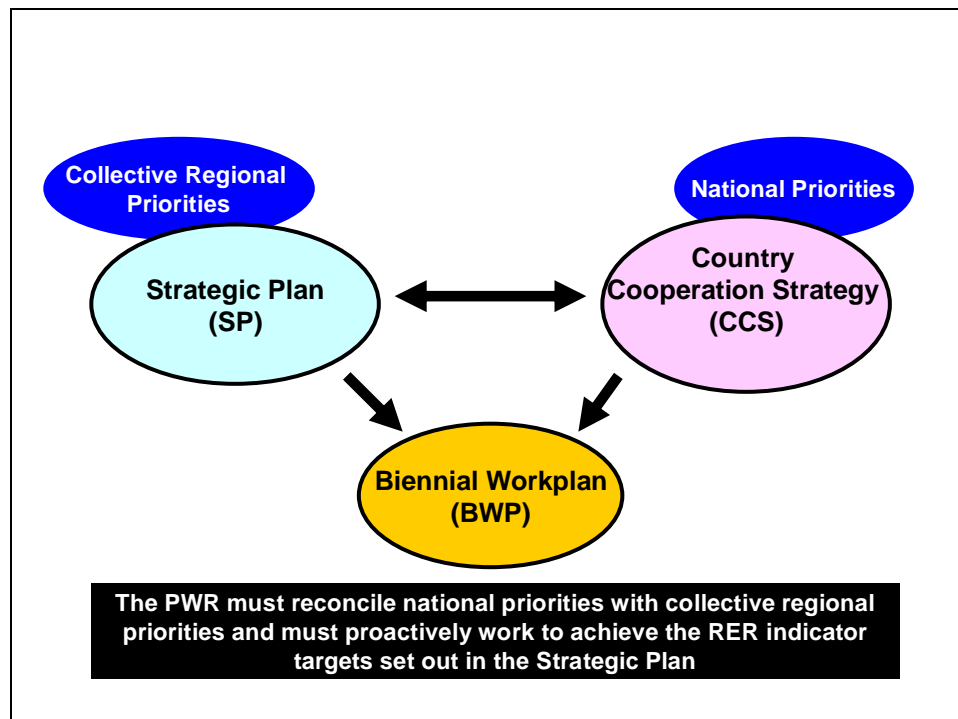 Collective Regional
Priorities
National Priorities
Strategic Plan
(SP)
Country
Cooperation Strategy
(CCS)
Biennial Workplan
(BWP)
The PWR must reconcile national priorities with collective regional
priorities and must proactively work to achieve the RER indicator
targets set out in the Strategic Plan